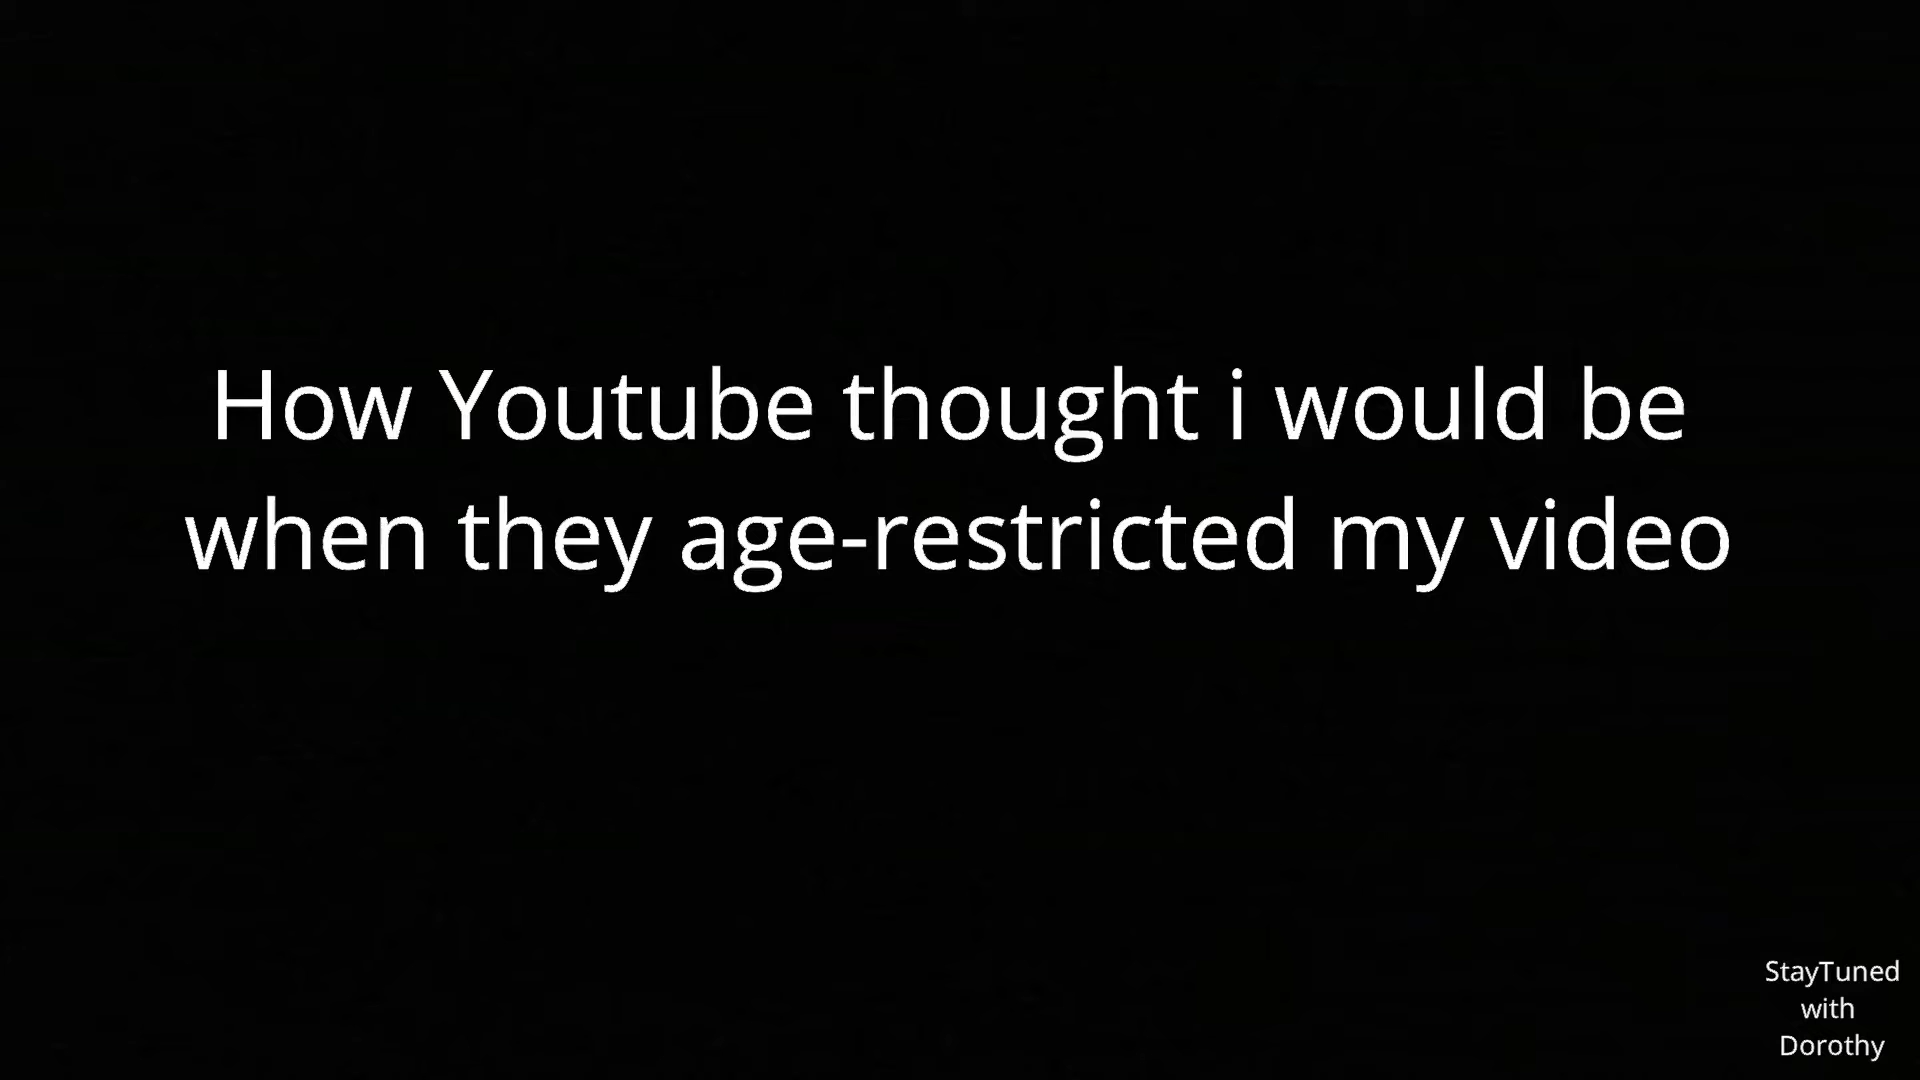 How Youtube thought i would be
when they age-restricted my video
StayTuned
with
Dorothy